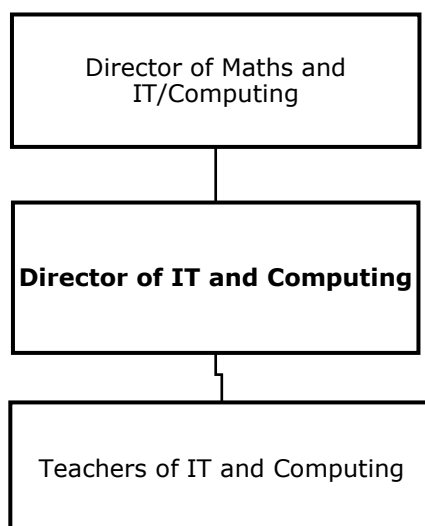 Director of Maths and
IT/Computing
Director of IT and Computing
Teachers of IT and Computing